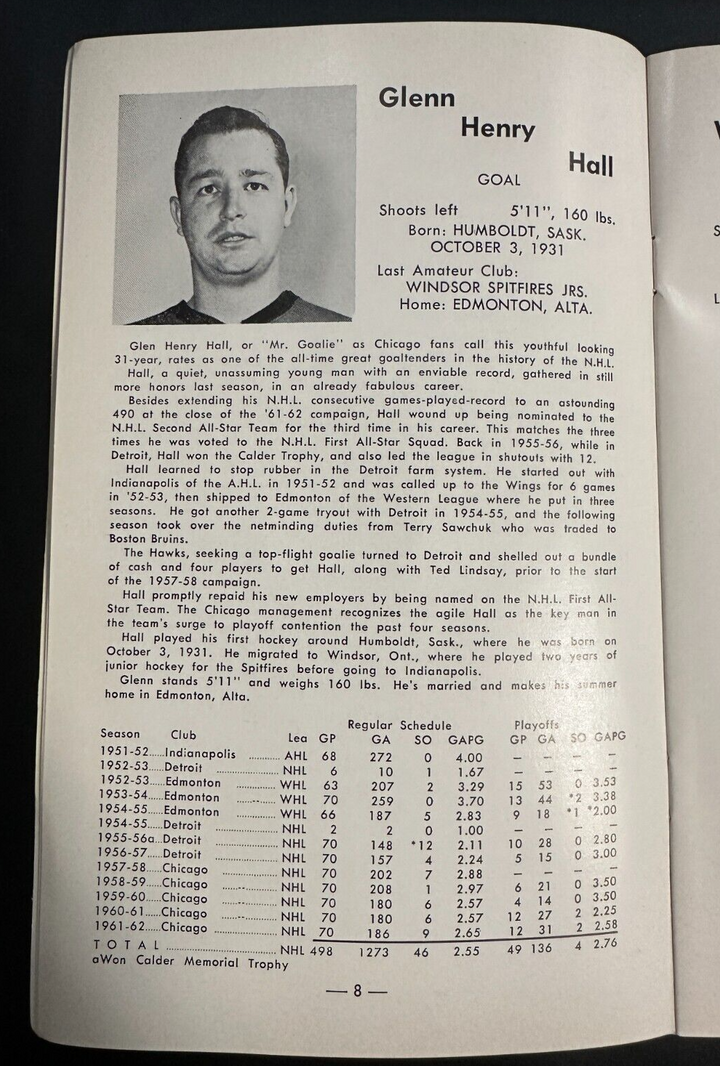 Glenn
Henry
Hall
GOAL
Shoots left 5'11", 160 lbs.
Born: HUMBOLDT, SASK.
OCTOBER 3, 1931
Last Amateur Club:
WINDSOR SPITFIRES JRS.
Home: EDMONTON, ALTA.
Glen Henry Hall, or "Mr. Goalie" as Chicago fans call this youthful looking
31-year, rates as one of the all-time great goaltenders in the history of the N.H.L.
Hall, a quiet, unassuming young man with an enviable record, gathered in still
more honors last season, in an already fabulous career.
Besides extending his N.H.L. consecutive games-played-record to an astounding
490 at the close of the '61-62 campaign, Hall wound up being nominated to the
N.H.L. Second All-Star Team for the third time in his career. This matches the three
times he was voted to the N.H.L. First All-Star Squad. Back in 1955-56, while in
Detroit, Hall won the Calder Trophy, and also led the league in shutouts with 12.
Hall learned to stop rubber in the Detroit farm system. He started out with
Indianapolis of the A.H.L. in 1951-52 and was called up to the Wings for 6 games
in '52-53, then shipped to Edmonton of the Western League where he put in three
seasons. He got another 2-game tryout with Detroit in 1954-55, and the following
season took over the netminding duties from Terry Sawchuk who was traded to
Boston Bruins.
The Hawks, seeking a top-flight goalie turned to Detroit and shelled out a bundle
of cash and four players to get Hall, along with Ted Lindsay, prior to the start
of the 1957-58 campaign.
Hall promptly repaid his new employers by being named on the N.H.L. First All-
Star Team. The Chicago management recognizes the agile Hall as the key man in
the team's surge to playoff contention the past four seasons.
Hall played his first hockey around Humboldt, Sask., where he was born on
October 3, 1931. He migrated to Windsor, Ont., where he played two years of
junior hockey for the Spitfires before going to Indianapolis.
Glenn stands 5'11" and weighs 160 lbs. He's married and makes his summer
home in Edmonton, Alta.
Regular Schedule Playoffs
Season Club Lea GP GA SO GAPG GP GA SO GAPG
1951-52.....Indianapolis ........... AHL 68 272 0 4.00 — — — —
1952-53.....Detroit ...................... NHL 6 10 1 1.67 — — — —
1952-53.....Edmonton .............. WHL 63 207 2 3.29 15 53 0 3.53
1953-54.....Edmonton .............. WHL 70 259 0 3.70 13 44 *2 3.38
1954-55.....Edmonton .............. WHL 66 187 5 2.83 9 18 *1 *2.00
1954-55.....Detroit ...................... NHL 2 2 0 1.00 — — — —
1955-56a...Detroit ...................... NHL 70 148 *12 2.11 10 28 0 2.80
1956-57.....Detroit ...................... NHL 70 157 4 2.24 5 15 0 3.00
1957-58.....Chicago .................... NHL 70 202 7 2.88 — — — —
1958-59.....Chicago .................... NHL 70 208 1 2.97 6 21 0 3.50
1959-60.....Chicago .................... NHL 70 180 6 2.57 4 14 0 3.50
1960-61.....Chicago .................... NHL 70 180 6 2.57 12 27 2 2.25
1961-62.....Chicago .................... NHL 70 186 9 2.65 12 31 2 2.58
TOTAL .................................... NHL 498 1273 46 2.55 49 136 4 2.76
aWon Calder Memorial Trophy
— 8 —